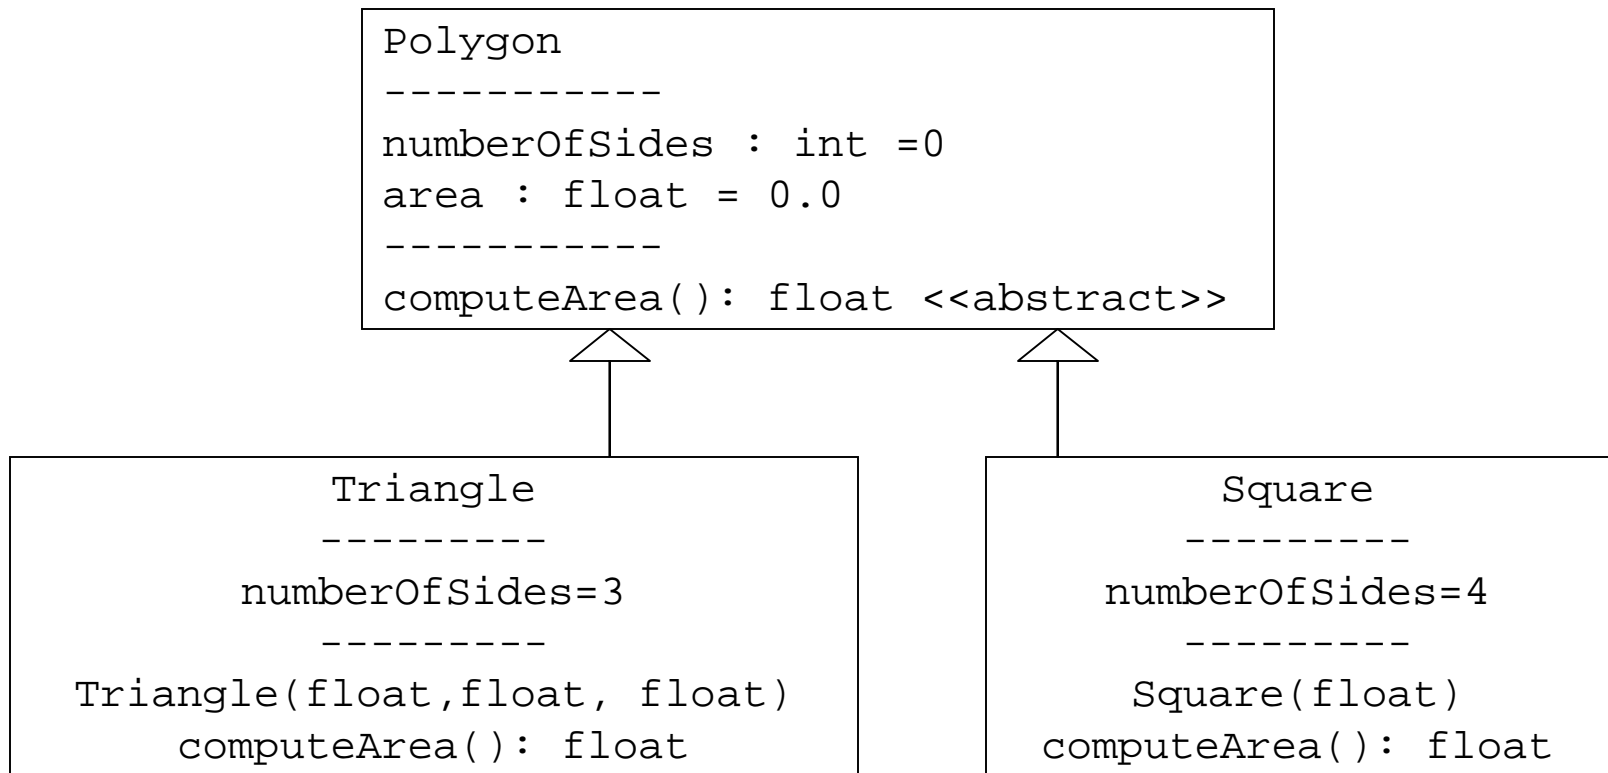 Polygon
-----------
numberOfSides : int =0
area : float = 0.0
-----------
computeArea(): float <<abstract>>
Triangle
---------
numberOfSides=3
---------
Triangle(float,float, float)
computeArea(): float
Square
---------
numberOfSides=4
---------
Square(float)
computeArea(): float